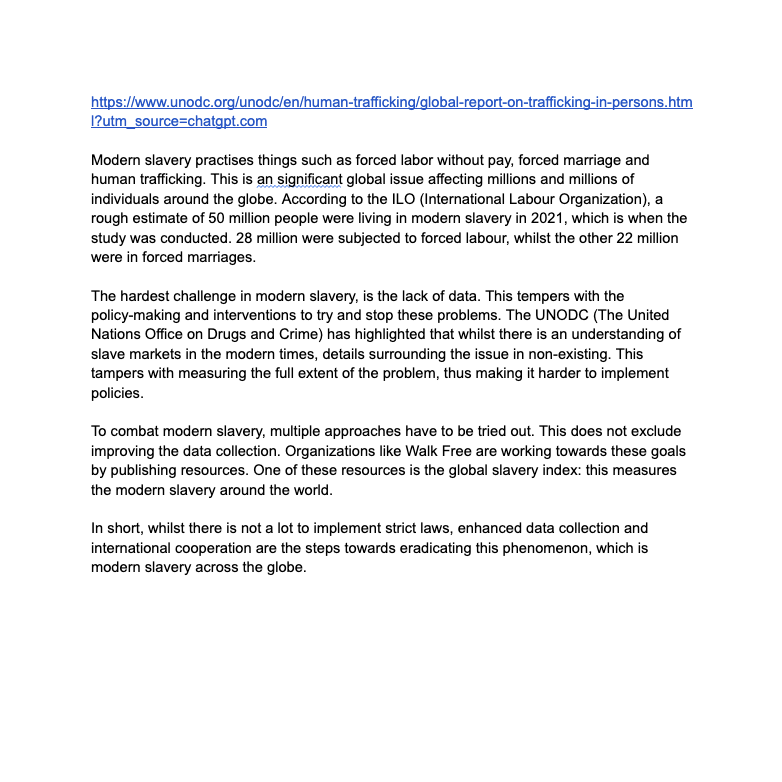 https://www.unodc.org/unodc/en/human-trafficking/global-report-on-trafficking-in-persons.htm
l?utm_source=chatgpt.com
Modern slavery practises things such as forced labor without pay, forced marriage and
human trafficking. This is an significant global issue affecting millions and millions of
individuals around the globe. According to the ILO (International Labour Organization), a
rough estimate of 50 million people were living in modern slavery in 2021, which is when the
study was conducted. 28 million were subjected to forced labour, whilst the other 22 million
were in forced marriages.
The hardest challenge in modern slavery, is the lack of data. This tempers with the
policy-making and interventions to try and stop these problems. The UNODC (The United
Nations Office on Drugs and Crime) has highlighted that whilst there is an understanding of
slave markets in the modern times, details surrounding the issue in non-existing. This
tampers with measuring the full extent of the problem, thus making it harder to implement
policies.
To combat modern slavery, multiple approaches have to be tried out. This does not exclude
improving the data collection. Organizations like Walk Free are working towards these goals
by publishing resources. One of these resources is the global slavery index: this measures
the modern slavery around the world.
In short, whilst there is not a lot to implement strict laws, enhanced data collection and
international cooperation are the steps towards eradicating this phenomenon, which is
modern slavery across the globe.